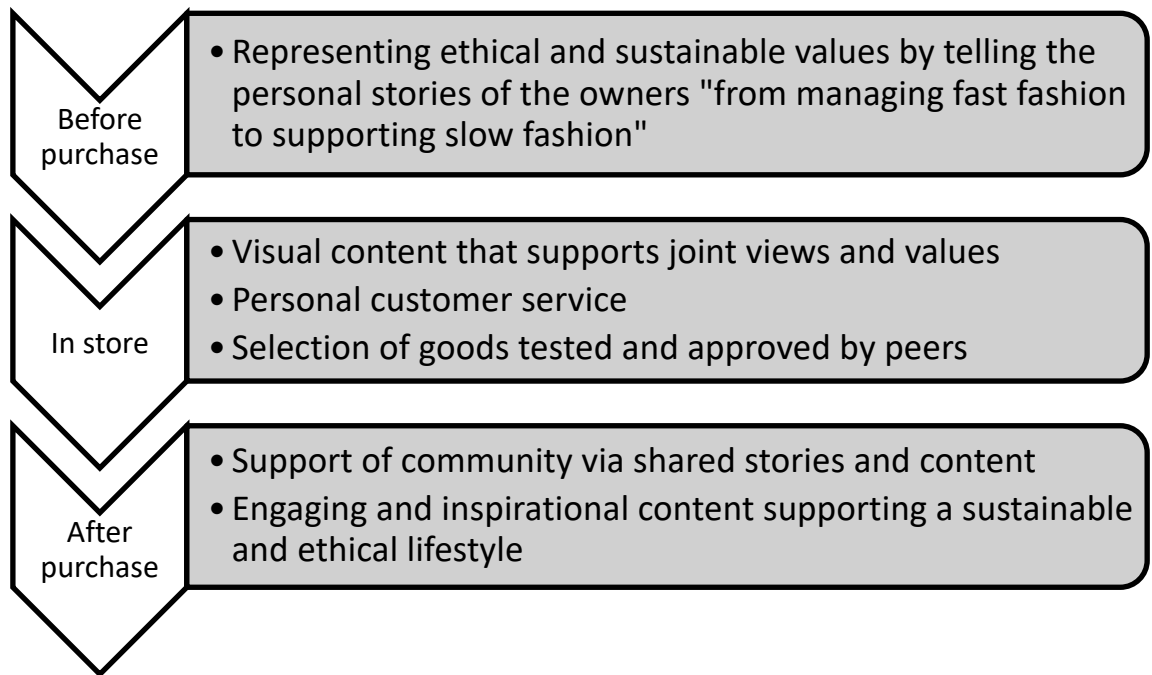 Before
purchase
• Representing ethical and sustainable values by telling the
personal stories of the owners "from managing fast fashion
to supporting slow fashion"
In store
• Visual content that supports joint views and values
• Personal customer service
• Selection of goods tested and approved by peers
After
purchase
• Support of community via shared stories and content
• Engaging and inspirational content supporting a sustainable
and ethical lifestyle